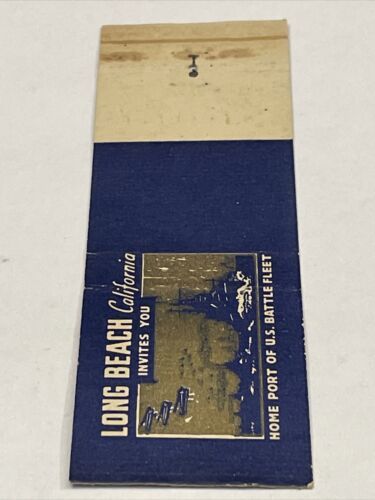 LONG BEACH California
INVITES YOU
HOME PORT OF U.S. BATTLE FLEET